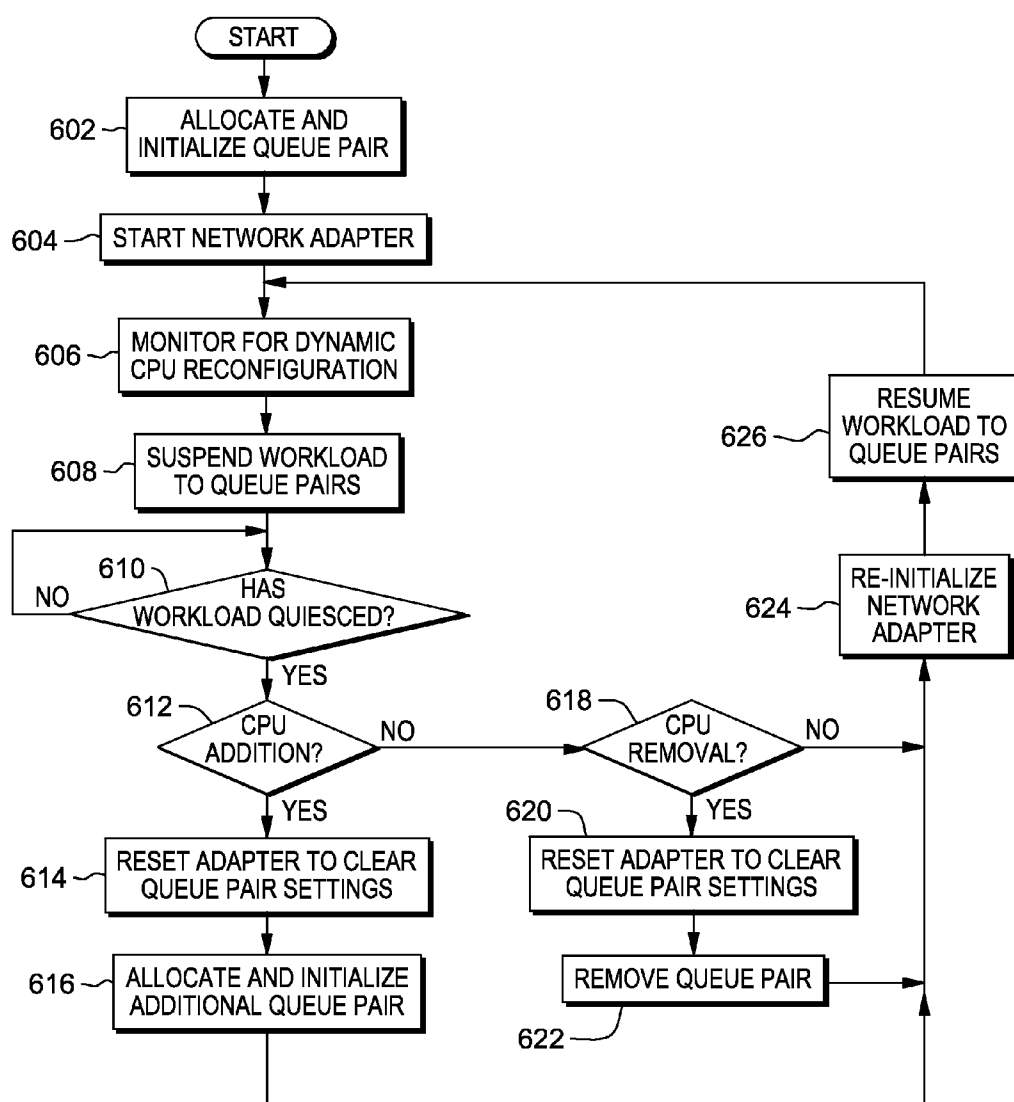 START
602
ALLOCATE AND
INITIALIZE QUEUE PAIR
604
START NETWORK ADAPTER
606
MONITOR FOR DYNAMIC
CPU RECONFIGURATION
608
SUSPEND WORKLOAD
TO QUEUE PAIRS
610
HAS
WORKLOAD QUIESCED?
NO
YES
612
CPU
ADDITION?
NO
YES
614
RESET ADAPTER TO CLEAR
QUEUE PAIR SETTINGS
616
ALLOCATE AND INITIALIZE
ADDITIONAL QUEUE PAIR
618
CPU
REMOVAL?
NO
YES
620
RESET ADAPTER TO CLEAR
QUEUE PAIR SETTINGS
REMOVE QUEUE PAIR
622
624
RE-INITIALIZE
NETWORK
ADAPTER
626
RESUME
WORKLOAD TO
QUEUE PAIRS